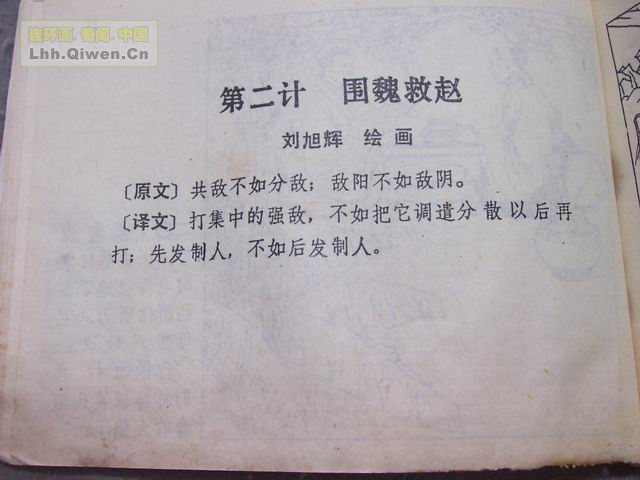 连环画.奇闻.中国
Lhh.Qiwen.Cn
第二计 围魏救赵
刘旭辉 绘画
〔原文〕共敌不如分敌；敌阳不如敌阴。
〔译文〕打集中的强敌，不如把它调遣分散以后再
打；先发制人，不如后发制人。